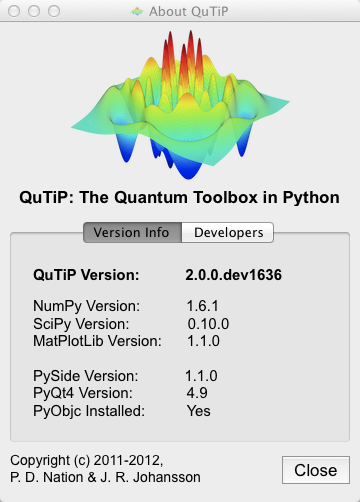 About QuTiP
QuTiP: The Quantum Toolbox in Python
Version Info Developers
QuTiP Version: 2.0.0.dev1636
NumPy Version: 1.6.1
SciPy Version: 0.10.0
MatPlotLib Version: 1.1.0
PySide Version: 1.1.0
PyQt4 Version: 4.9
PyObjc Installed: Yes
Copyright (c) 2011-2012,
P. D. Nation & J. R. Johansson
Close